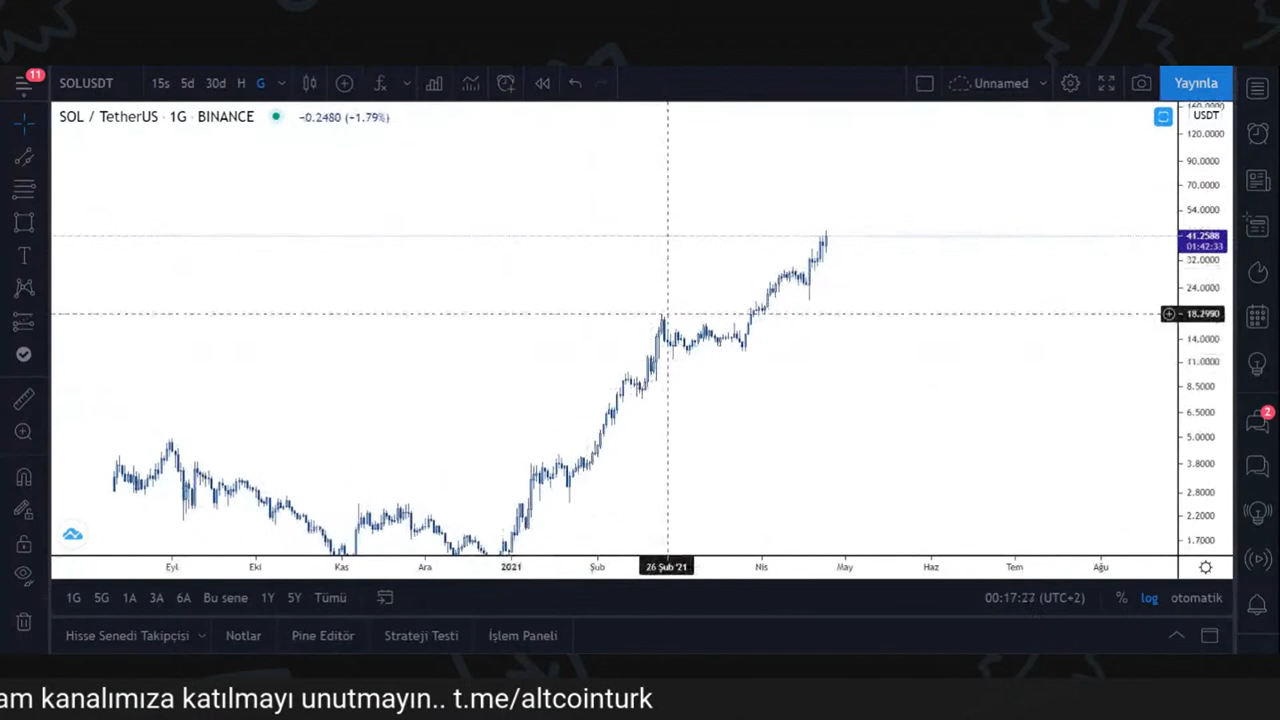 11
SOLUSDT 15s 5d 30d H G Unnamed Yayınla
SOL / TetherUS · 1G · BINANCE −0.2480 (−1.79%)
USDT
120.0000
90.0000
70.0000
54.0000
41.2588
01:42:33
32.0000
24.0000
18.2990
14.0000
11.0000
8.5000
6.5000
5.0000
3.8000
2.8000
2.2000
1.7000
2
Eyl Eki Kas Ara 2021 Şub 26 Şub '21 Nis May Haz Tem Ağu
1G 5G 1A 3A 6A Bu sene 1Y 5Y Tümü 00:17:27 (UTC+2) % log otomatik
Hisse Senedi Takipçisi Notlar Pine Editör Strateji Testi İşlem Paneli
am kanalımıza katılmayı unutmayın.. t.me/altcointurk